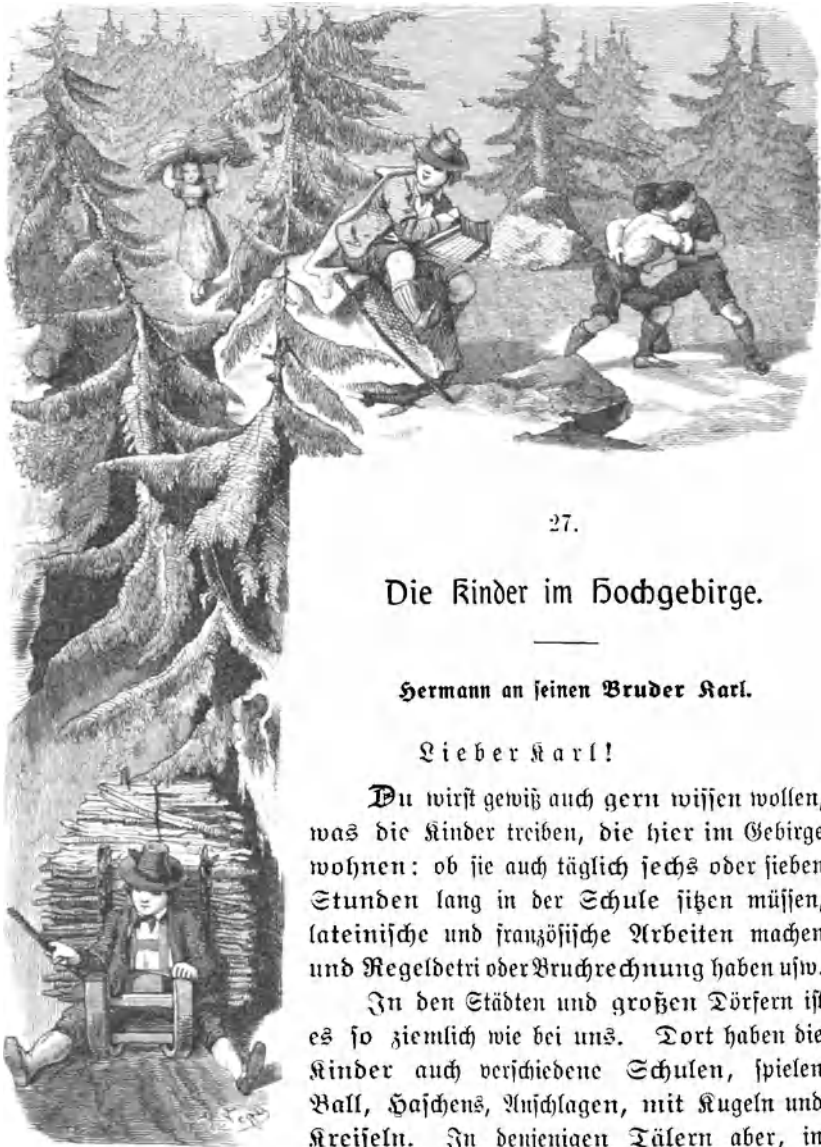 27.
Die Kinder im Hochgebirge.
Hermann an seinen Bruder Karl.
Lieber Karl!
Du wirst gewiß auch gern wissen wollen,
was die Kinder treiben, die hier im Gebirge
wohnen: ob sie auch täglich sechs oder sieben
Stunden lang in der Schule sitzen müssen,
lateinische und französische Arbeiten machen
und Regeldetri oder Bruchrechnung haben usw.
In den Städten und großen Dörfern ist
es so ziemlich wie bei uns. Dort haben die
Kinder auch verschiedene Schulen, spielen
Ball, Haschens, Anschlagen, mit Kugeln und
Kreiseln. In denjenigen Tälern aber, in